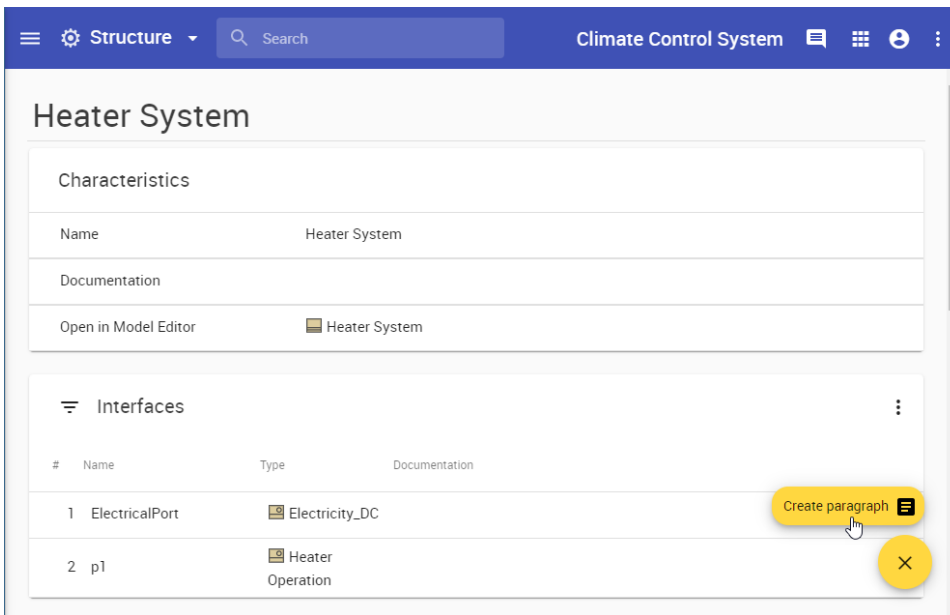 Structure Search Climate Control System
Heater System
Characteristics
Name Heater System
Documentation
Open in Model Editor Heater System
Interfaces
# Name Type Documentation
1 ElectricalPort Electricity_DC
Create paragraph
2 p1 Heater
Operation